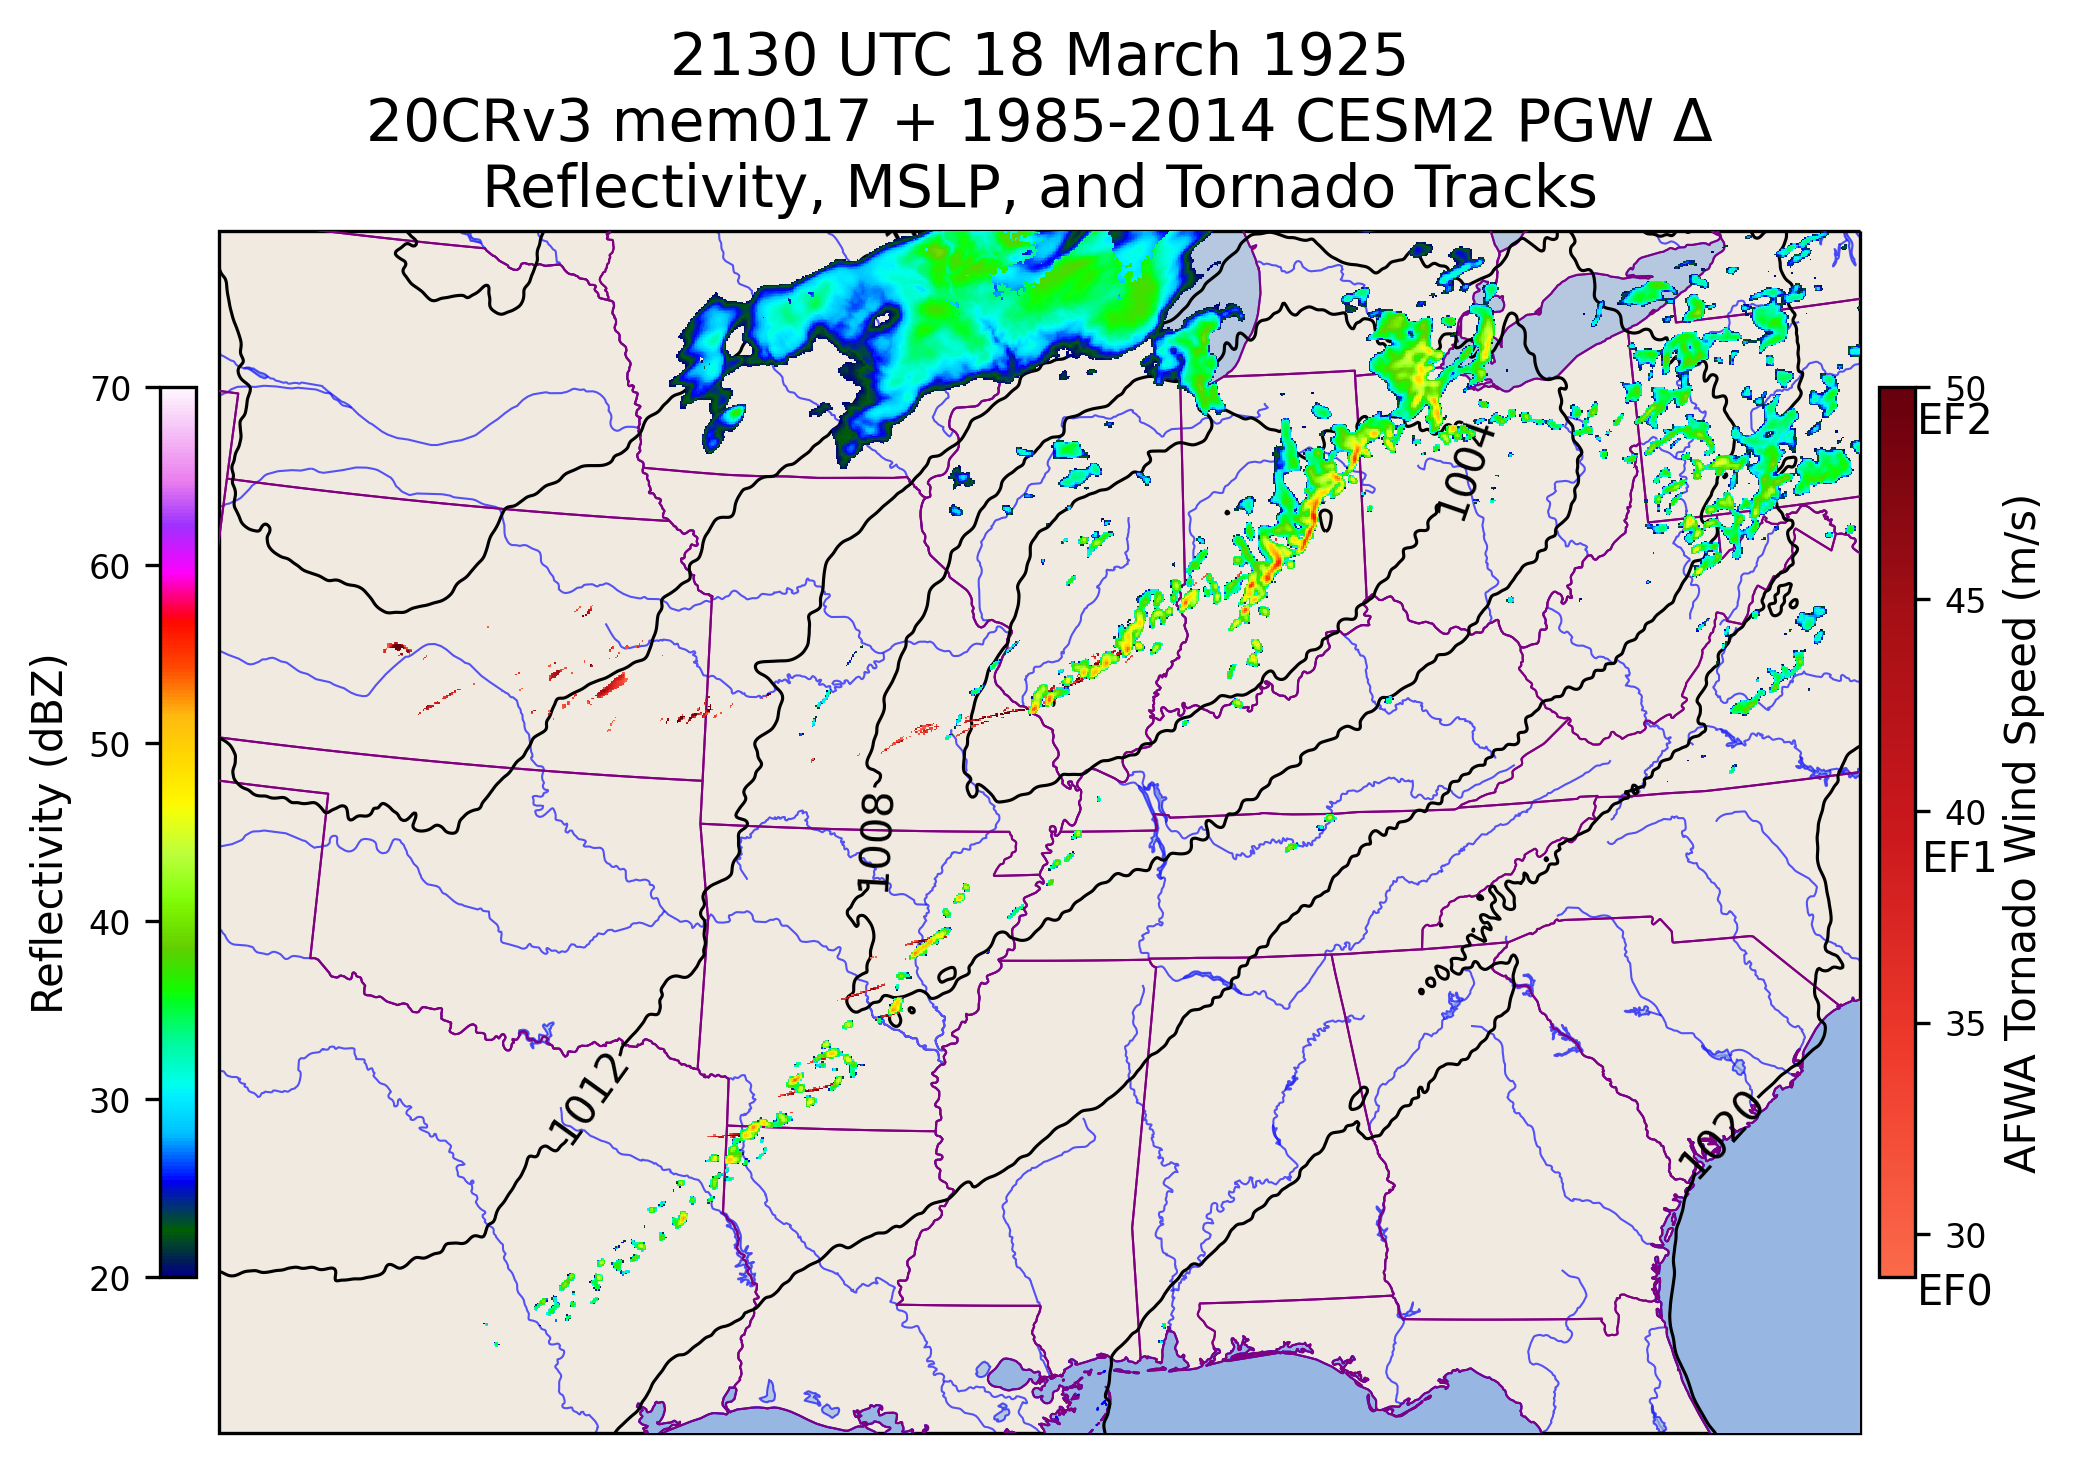 2130 UTC 18 March 1925
20CRv3 mem017 + 1985-2014 CESM2 PGW Δ
Reflectivity, MSLP, and Tornado Tracks
70
60
50
40
30
20
Reflectivity (dBZ)
1004
1008
1012
1020
50
EF2
45
40
EF1
35
30
EF0
AFWA Tornado Wind Speed (m/s)